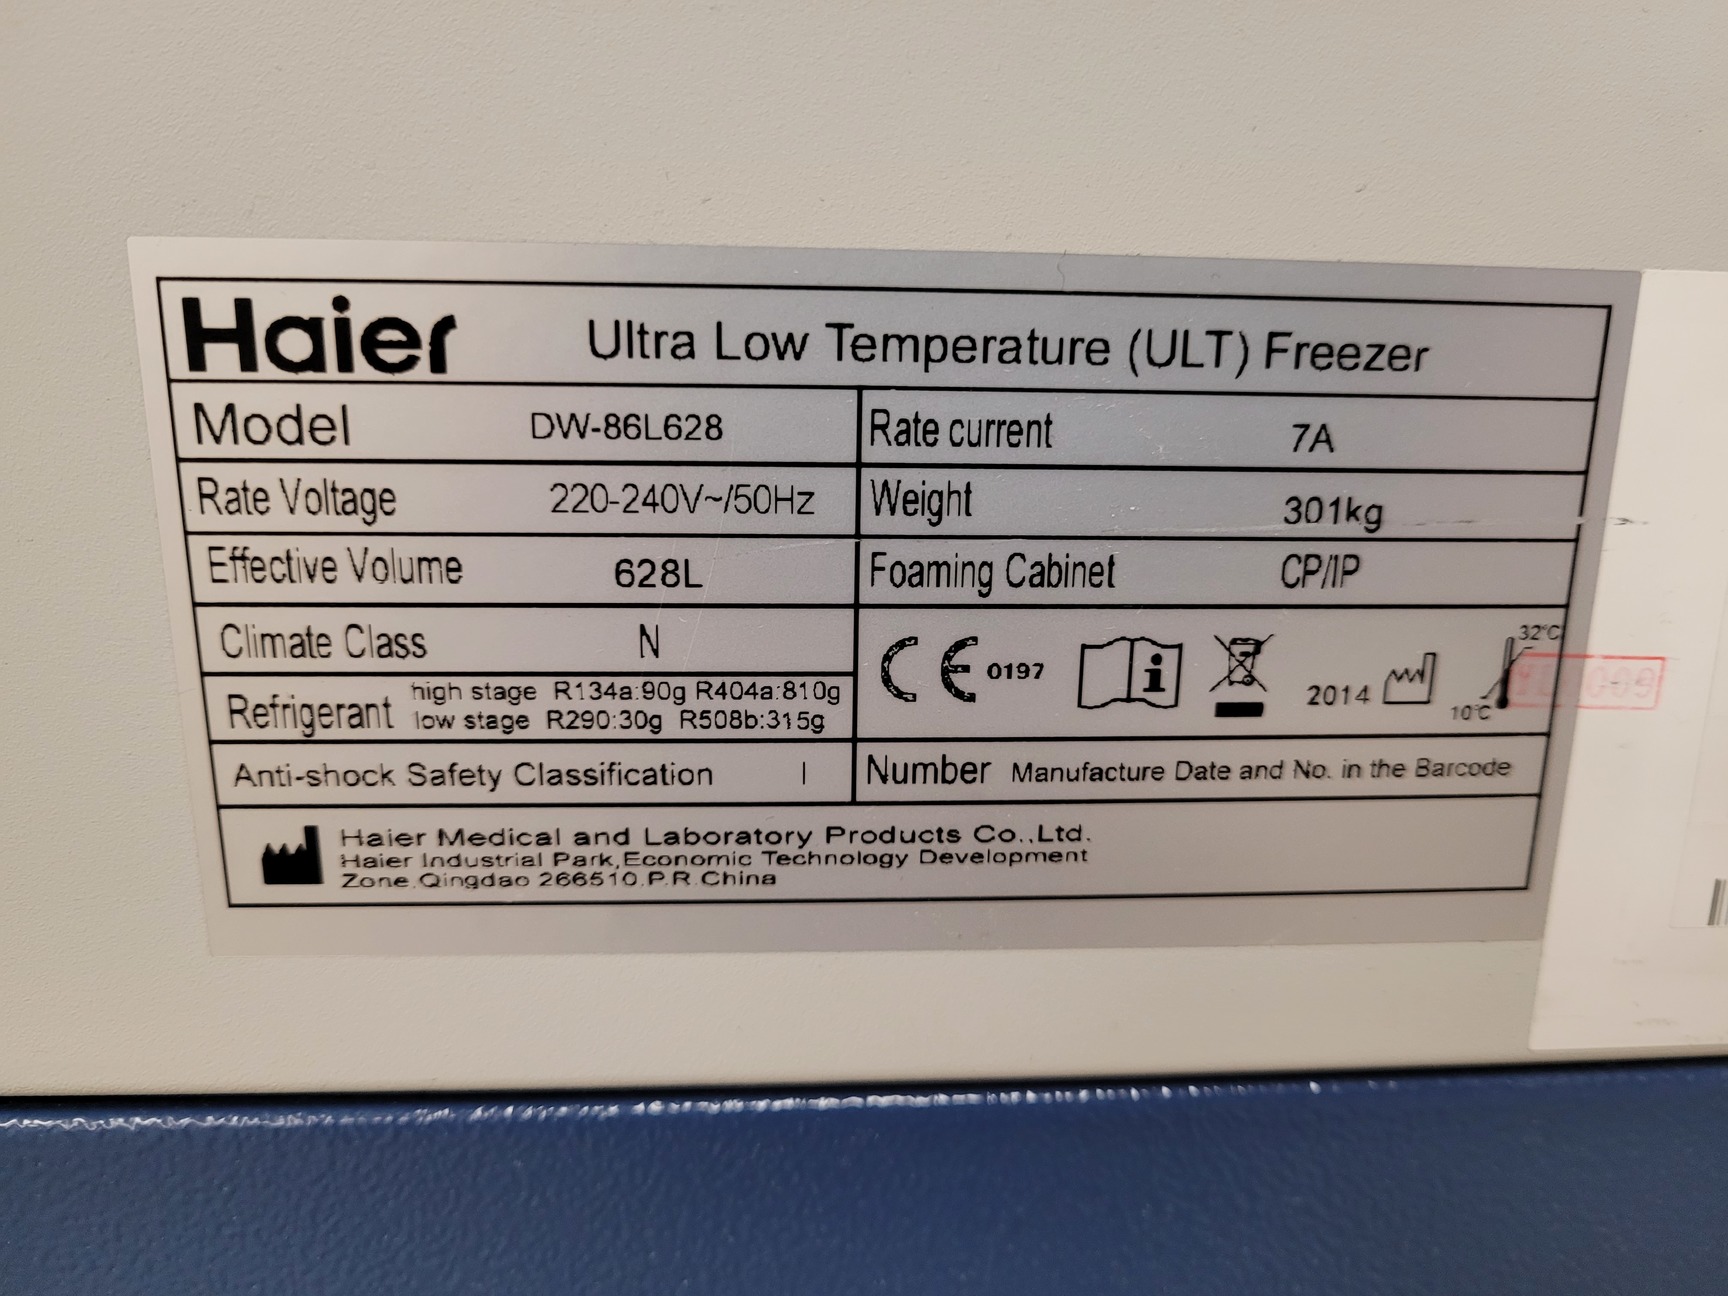 Haier Ultra Low Temperature (ULT) Freezer
Model DW-86L628
Rate current 7A
Rate Voltage 220-240V~/50Hz
Weight 301kg
Effective Volume 628L
Foaming Cabinet CP/IP
Climate Class N
Refrigerant high stage R134a:90g R404a:810g
low stage R290:30g R508b:315g
CE 0197
2014
32°C
10°C
Anti-shock Safety Classification I
Number Manufacture Date and No. in the Barcode
Haier Medical and Laboratory Products Co.,Ltd.
Haier Industrial Park,Economic Technology Development
Zone,Qingdao 266510,P.R.China